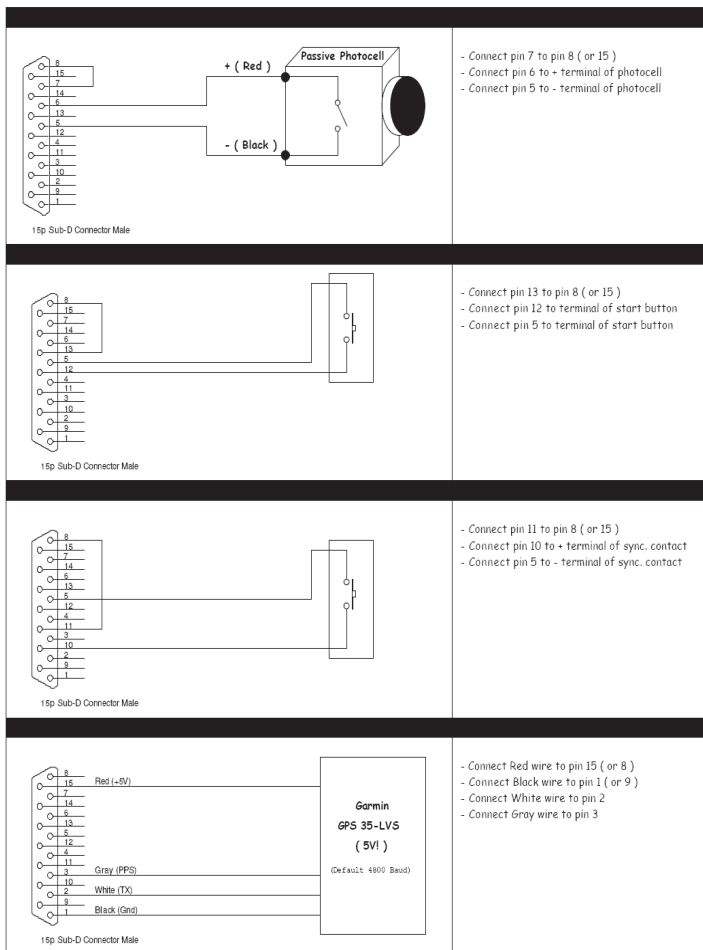 8
15
7
14
6
13
5
12
4
11
3
10
2
9
1
+ ( Red )
- ( Black )
Passive Photocell
15p Sub-D Connector Male
- Connect pin 7 to pin 8 ( or 15 )
- Connect pin 6 to + terminal of photocell
- Connect pin 5 to - terminal of photocell
8
15
7
14
6
13
5
12
4
11
3
10
2
9
1
15p Sub-D Connector Male
- Connect pin 13 to pin 8 ( or 15 )
- Connect pin 12 to terminal of start button
- Connect pin 5 to terminal of start button
8
15
7
14
6
13
5
12
4
11
3
10
2
9
1
15p Sub-D Connector Male
- Connect pin 11 to pin 8 ( or 15 )
- Connect pin 10 to + terminal of sync. contact
- Connect pin 5 to - terminal of sync. contact
8
15 Red (+5V)
7
14
6
13
5
12
4
11
3 Gray (PPS)
10
2 White (TX)
9
1 Black (Gnd)
Garmin
GPS 35-LVS
( 5V! )
(Default 4800 Baud)
15p Sub-D Connector Male
- Connect Red wire to pin 15 ( or 8 )
- Connect Black wire to pin 1 ( or 9 )
- Connect White wire to pin 2
- Connect Gray wire to pin 3